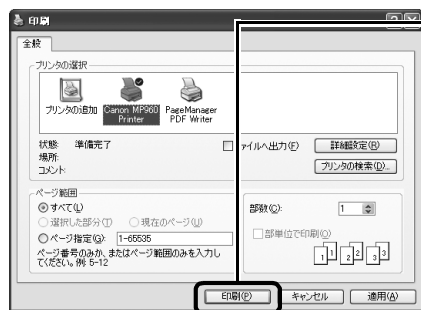 印刷
全般
プリンタの選択
プリンタの追加
Canon MP960 Printer
PageManager PDF Writer
状態: 準備完了
場所:
コメント:
ファイルへ出力(F)
詳細設定(R)
プリンタの検索(D)...
ページ範囲
すべて(L)
選択した部分(T)
現在のページ(U)
ページ指定(G): 1-65535
ページ番号のみか、またはページ範囲のみを入力し
てください。例: 5-12
部数(C): 1
部単位で印刷(O)
1 1 2 2 3 3
印刷(P)
キャンセル
適用(A)